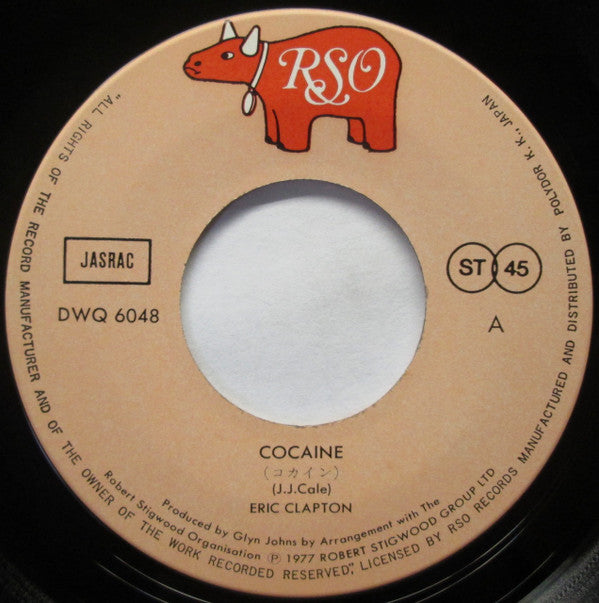 RSO
JASRAC
DWQ 6048
ST 45
A
COCAINE
(コカイン)
(J.J.Cale)
ERIC CLAPTON
Produced by Glyn Johns by Arrangement with The
Robert Stigwood Organisation Ⓟ 1977 ROBERT STIGWOOD GROUP LTD
"ALL RIGHTS OF THE RECORD MANUFACTURER AND OF THE OWNER OF THE WORK RECORDED RESERVED", LICENSED BY RSO RECORDS MANUFACTURED AND DISTRIBUTED BY POLYDOR K. K., JAPAN